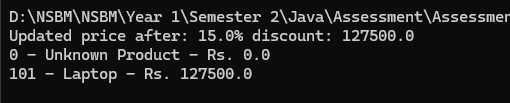 D:\NSBM\NSBM\Year 1\Semester 2\Java\Assessment\Assessmen
Updated price after: 15.0% discount: 127500.0
0 - Unknown Product - Rs. 0.0
101 - Laptop - Rs. 127500.0